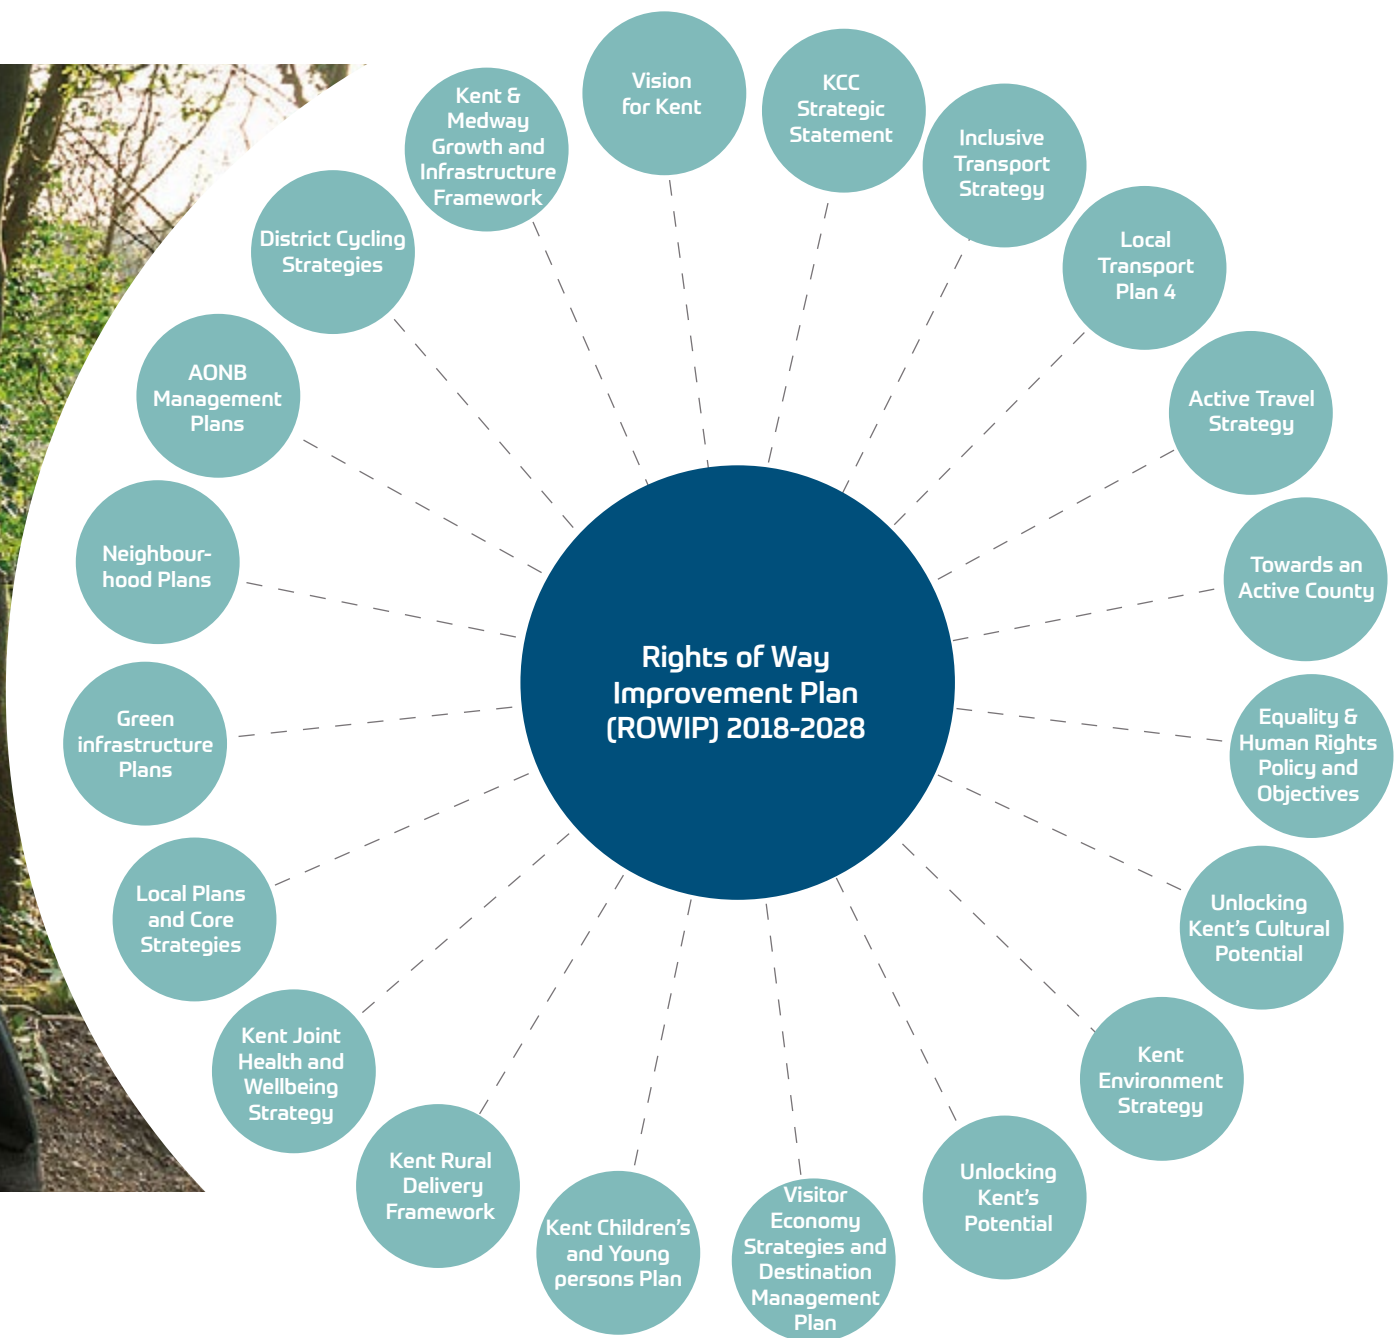 Vision
for Kent
KCC
Strategic
Statement
Inclusive
Transport
Strategy
Local
Transport
Plan 4
Active Travel
Strategy
Towards an
Active County
Equality &
Human Rights
Policy and
Objectives
Unlocking
Kent's Cultural
Potential
Kent
Environment
Strategy
Unlocking
Kent's
Potential
Visitor
Economy
Strategies and
Destination
Management
Plan
Kent Children's
and Young
persons Plan
Kent Rural
Delivery
Framework
Kent Joint
Health and
Wellbeing
Strategy
Local Plans
and Core
Strategies
Green
infrastructure
Plans
Neighbour-
hood Plans
AONB
Management
Plans
District Cycling
Strategies
Kent &
Medway
Growth and
Infrastructure
Framework
Rights of Way
Improvement Plan
(ROWIP) 2018-2028